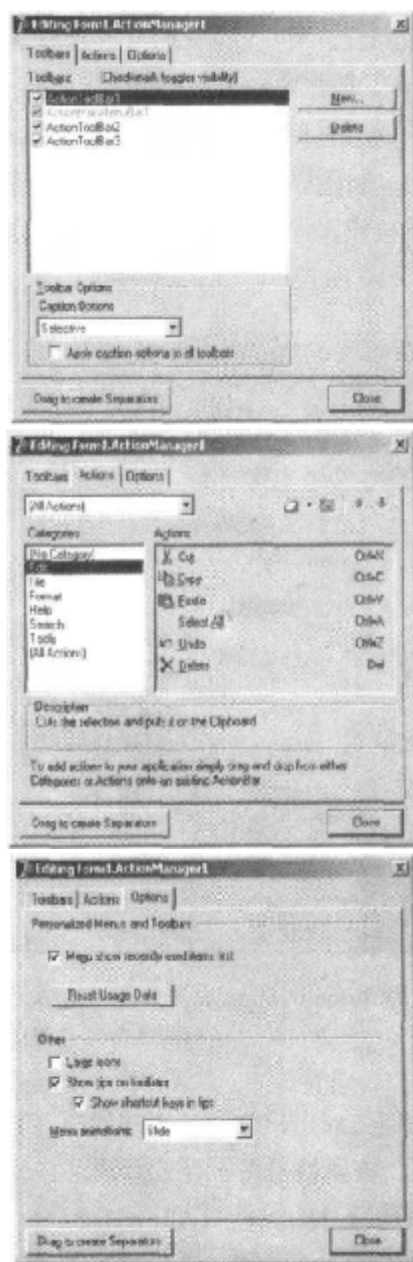 Editing Form1.ActionManager1
Toolbars Actions Options
Toolbars: (Checkmark toggles visibility)
ActionToolBar1
New...
ActionToolBar2
Delete
ActionToolBar3
Toolbar Options
Caption Options
Selective
Apply caption options to all toolbars
Drag to create Separators
Close
Editing Form1.ActionManager1
Toolbars Actions Options
(All Actions)
Categories: Actions:
(No Category) Cut Ctrl+X
Edit Copy Ctrl+C
File Paste Ctrl+V
Format Select All Ctrl+A
Help Undo Ctrl+Z
Search Delete Del
Tools
(All Actions)
Description
Cuts the selection and puts it on the Clipboard
To add actions to your application simply drag and drop from either
Categories or Actions onto an existing ActionBar
Drag to create Separators
Close
Editing Form1.ActionManager1
Toolbars Actions Options
Personalized Menus and Toolbars
Menus show recently used items first
Reset Usage Data
Other
Large icons
Show tips on toolbars
Show shortcut keys in tips
Menu animations: Slide
Drag to create Separators
Close